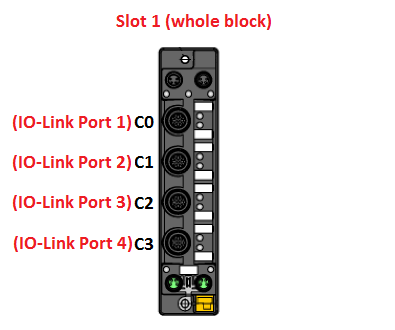 Slot 1 (whole block)
(IO-Link Port 1) C0
(IO-Link Port 2) C1
(IO-Link Port 3) C2
(IO-Link Port 4) C3